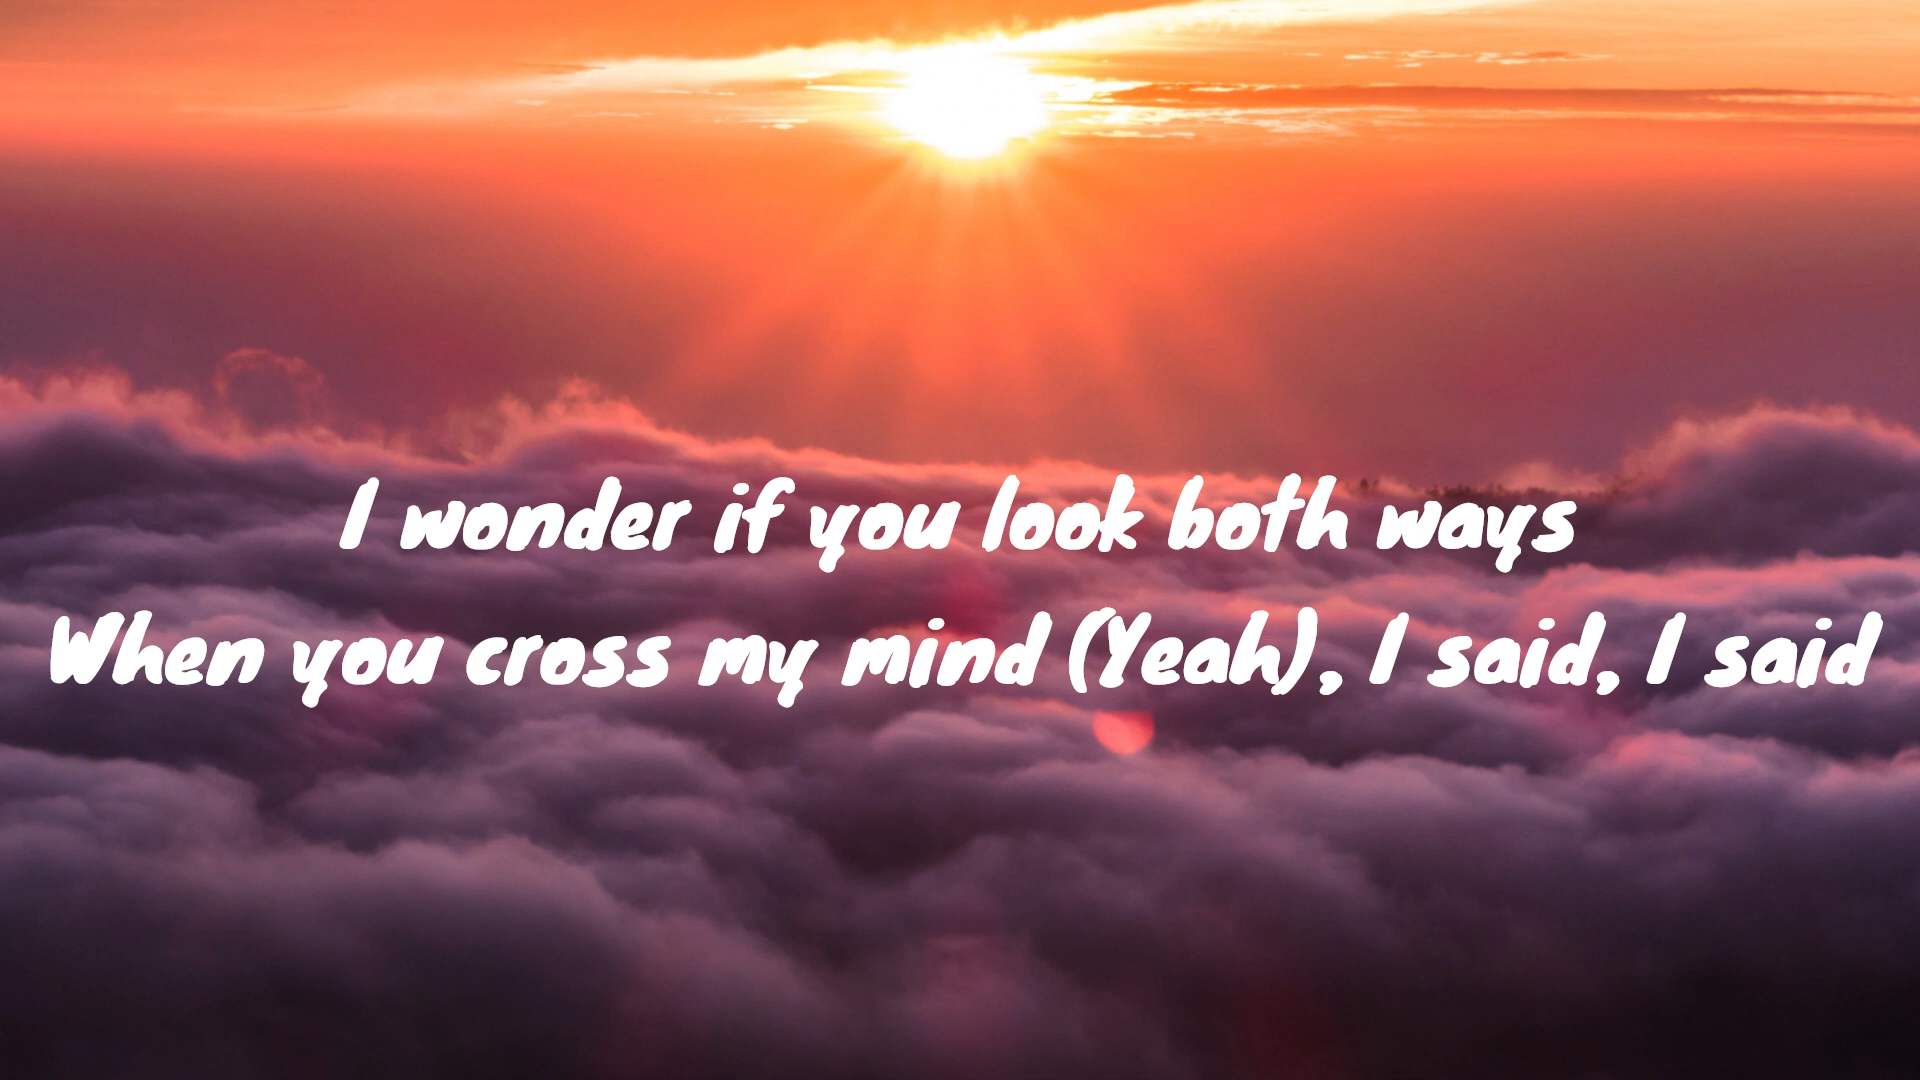 I wonder if you look both ways
When you cross my mind (Yeah), I said, I said